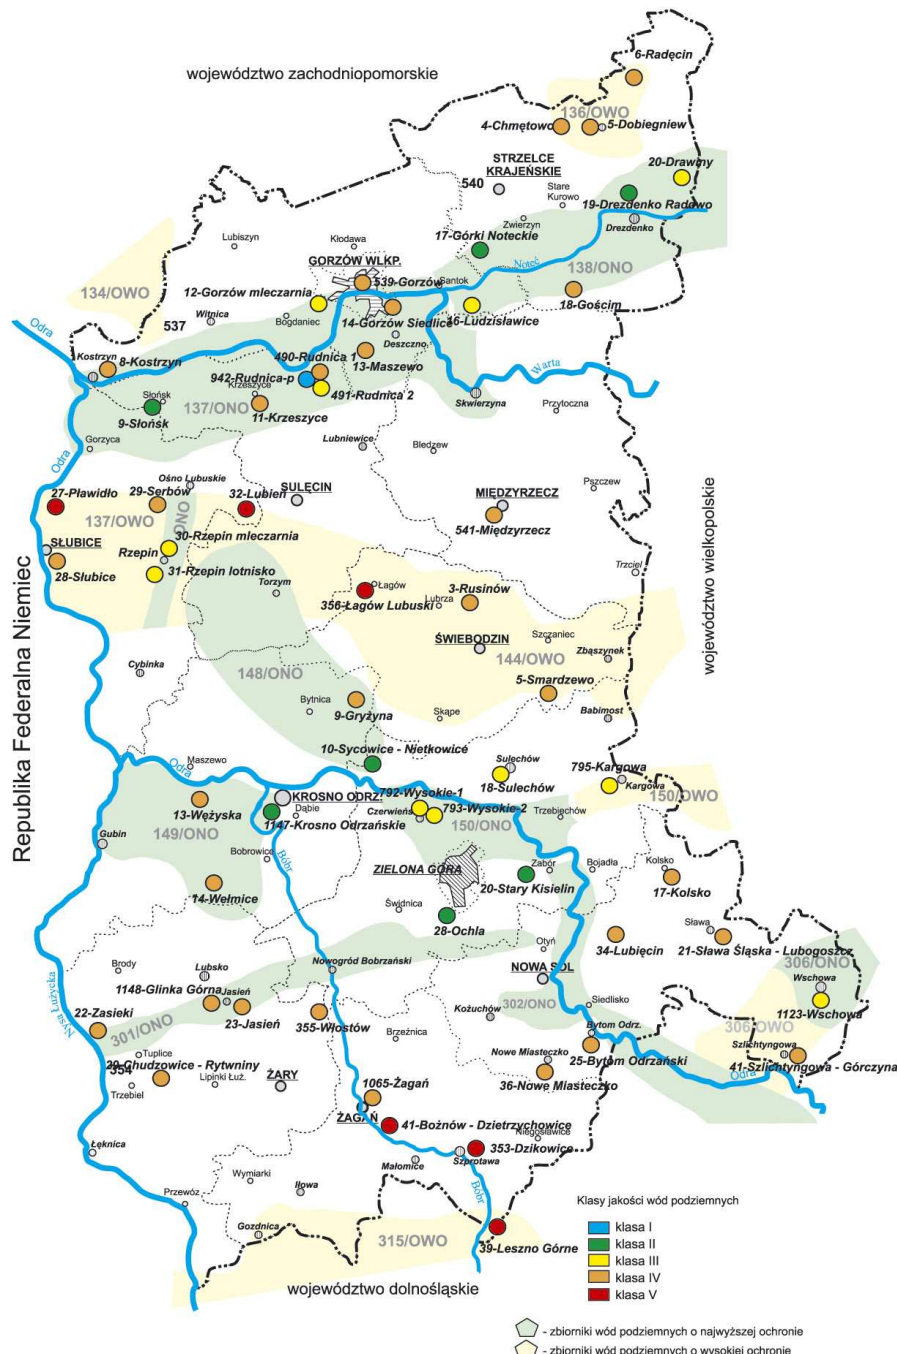 6-Radęcin
województwo zachodniopomorskie
136/OWO
4-Chmętowo
5-Dobiegniew
STRZELCE
KRAJEŃSKIE
20-Drawiny
540
Stare
Kurowo
19-Drezdenko Radowo
Zwierzyn
Drezdenko
Lubiszyn
Kłodawa
17-Górki Noteckie
GORZÓW WLKP.
Noteć
138/ONO
134/OWO
12-Gorzów mleczarnia
539-Gorzów
Santok
18-Gościm
Witnica
Bogdaniec
14-Gorzów Siedlice
16-Ludzisławice
537
Odra
Deszczno
Kostrzyn
8-Kostrzyn
490-Rudnica 1
13-Maszewo
Warta
942-Rudnica-p
Krzeszyce
491-Rudnica 2
Słońsk
137/ONO
9-Słońsk
11-Krzeszyce
Skwierzyna
Przytoczna
Gorzyca
Lubniewice
Bledzew
Odra
Ośno Lubuskie
27-Pławidło
29-Serbów
32-Lubień
SULĘCIN
MIĘDZYRZECZ
Pszczew
137/OWO
ONO
541-Międzyrzecz
30-Rzepin mleczarnia
SŁUBICE
Rzepin
28-Słubice
31-Rzepin lotnisko
Torzym
Łagów
356-Łagów Lubuski
Lubrza
3-Rusinów
Trzciel
województwo wielkopolskie
Republika Federalna Niemiec
ŚWIEBODZIN
Szczaniec
Zbąszynek
144/OWO
Cybinka
148/ONO
5-Smardzewo
Bytnica
9-Gryżyna
Skąpe
Babimost
10-Sycowice - Nietkowice
Maszewo
Odra
Sulechów
18-Sulechów
795-Kargowa
Kargowa
150/OWO
KROSNO ODRZ.
792-Wysokie-1
793-Wysokie-2
13-Wężyska
Dąbie
Czerwieńsk
Trzebiechów
1147-Krosno Odrzańskie
150/ONO
149/ONO
Gubin
Bobrowice
Bóbr
ZIELONA GÓRA
Zabór
Bojadła
Kolsko
14-Wełmice
20-Stary Kisielin
17-Kolsko
Świdnica
28-Ochla
Sława
34-Lubięcin
21-Sława Śląska - Lubogoszcz
Otyń
306/ONO
Brody
Lubsko
Nowogród Bobrzański
NOWA SÓL
Wschowa
1148-Glinka Górna
Jasień
302/ONO
Siedlisko
1123-Wschowa
Nysa Łużycka
22-Zasieki
23-Jasień
355-Włostów
Kożuchów
306/OWO
301/ONO
Brzeźnica
Bytom Odrz.
Szlichtyngowa
Tuplice
Nowe Miasteczko
25-Bytom Odrzański
41-Szlichtyngowa - Górczyna
29-Chudzowice - Rytwniny
354
Odra
Trzebiel
Lipinki Łuż.
ŻARY
36-Nowe Miasteczko
1065-Żagań
ŻAGAŃ
41-Bożnów - Dzietrzychowice
Niegosławice
Łęknica
353-Dzikowice
Szprotawa
Małomice
Wymiarki
Iłowa
Przewóz
Bóbr
Gozdnica
315/OWO
39-Leszno Górne
województwo dolnośląskie
Klasy jakości wód podziemnych
klasa I
klasa II
klasa III
klasa IV
klasa V
- zbiorniki wód podziemnych o najwyższej ochronie
- zbiorniki wód podziemnych o wysokiej ochronie